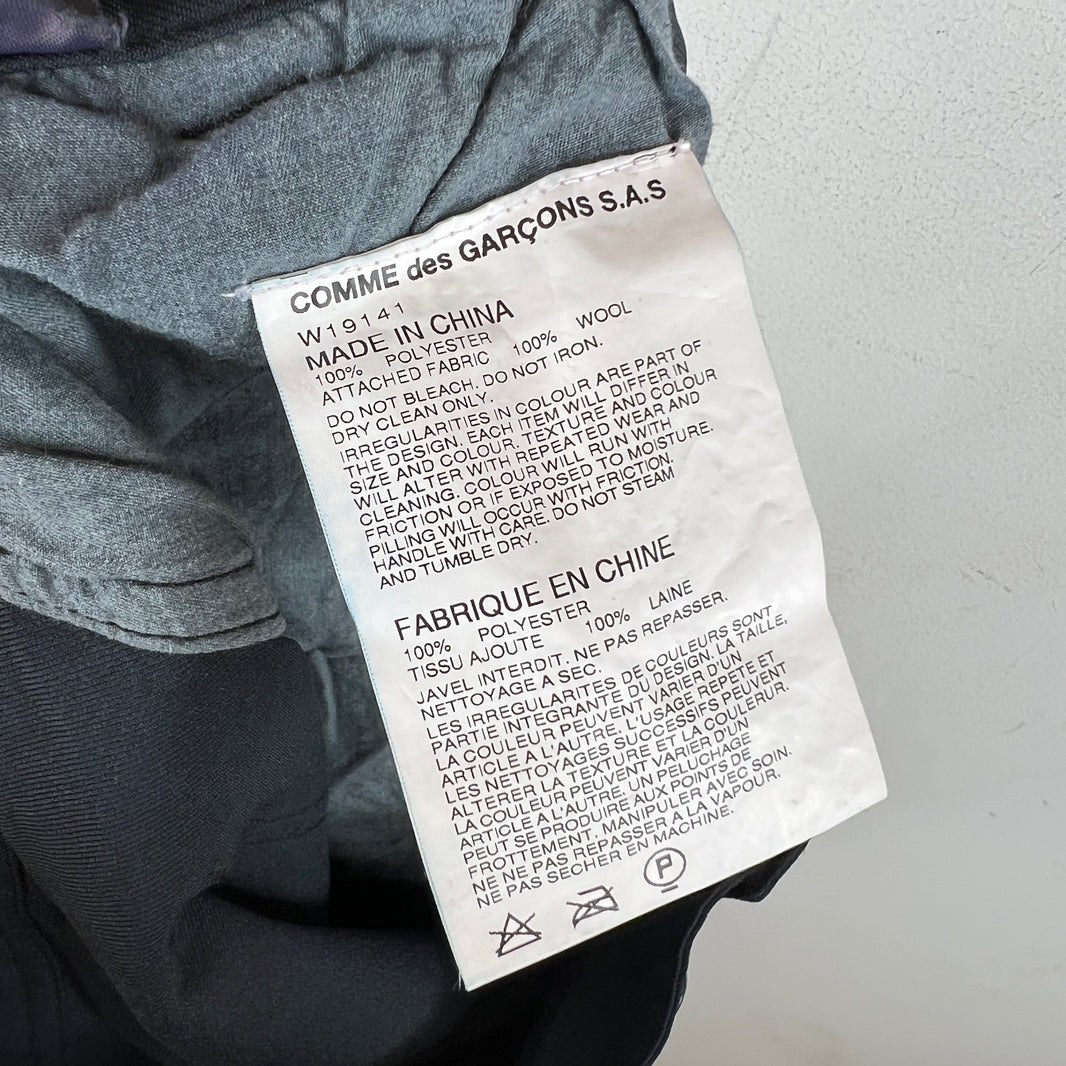 COMME des GARÇONS S.A.S
W19141
MADE IN CHINA
100% POLYESTER
ATTACHED FABRIC 100% WOOL
DO NOT BLEACH. DO NOT IRON.
DRY CLEAN ONLY.
IRREGULARITIES IN COLOUR ARE PART OF
THE DESIGN. EACH ITEM WILL DIFFER IN
SIZE AND COLOUR. TEXTURE AND COLOUR
WILL ALTER WITH REPEATED WEAR AND
CLEANING. COLOUR WILL RUN WITH
FRICTION OR IF EXPOSED TO MOISTURE.
PILLING WILL OCCUR WITH FRICTION.
HANDLE WITH CARE. DO NOT STEAM
AND TUMBLE DRY.
FABRIQUE EN CHINE
100% POLYESTER
TISSU AJOUTE 100% LAINE
JAVEL INTERDIT. NE PAS REPASSER.
NETTOYAGE A SEC.
LES IRREGULARITES DE COULEURS SONT
PARTIE INTEGRANTE DU DESIGN. LA TAILLE,
LA COULEUR PEUVENT VARIER D'UN
ARTICLE A L'AUTRE. L'USAGE REPETE ET
LES NETTOYAGES SUCCESSIFS PEUVENT
ALTERER LA TEXTURE ET LA COULERUR.
LA COULEUR PEUVENT VARIER D'UN
ARTICLE A L'AUTRE. UN PELUCHAGE
PEUT SE PRODUIRE AUX POINTS DE
FROTTEMENT. MANIPULER AVEC SOIN.
NE NE PAS REPASSER A LA VAPOUR.
NE PAS SECHER EN MACHINE.
P